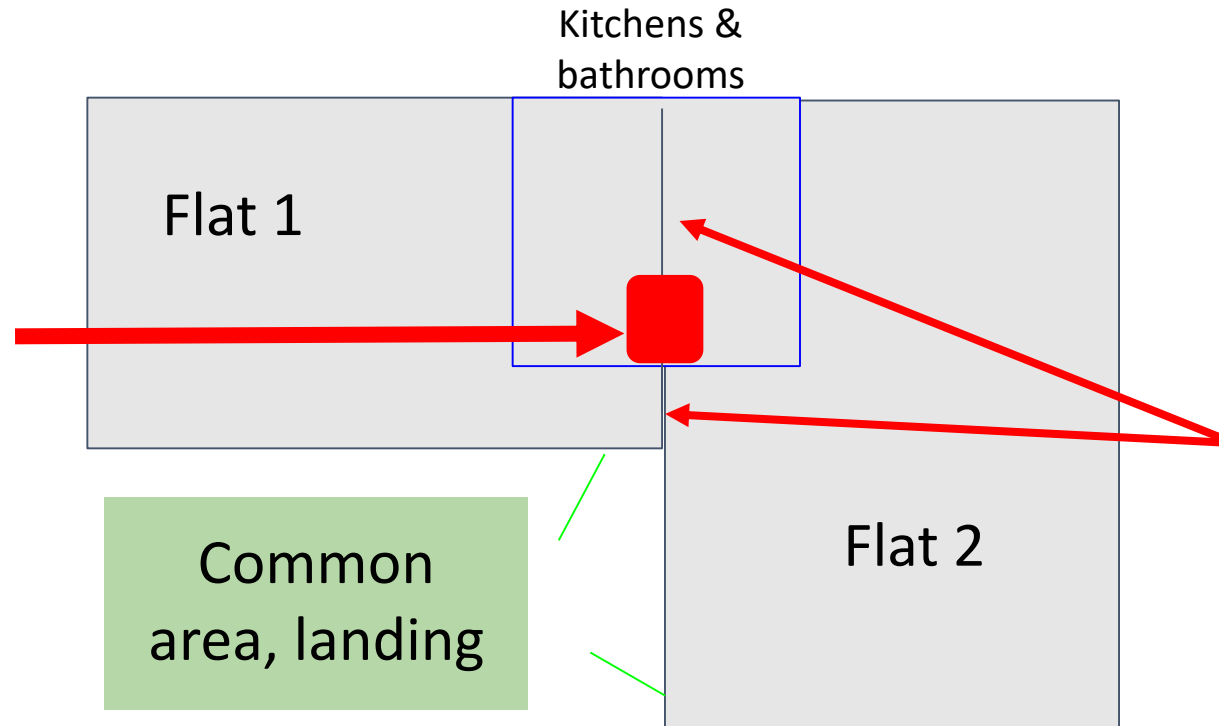 Kitchens &
bathrooms
Flat 1
Flat 2
Common
area, landing